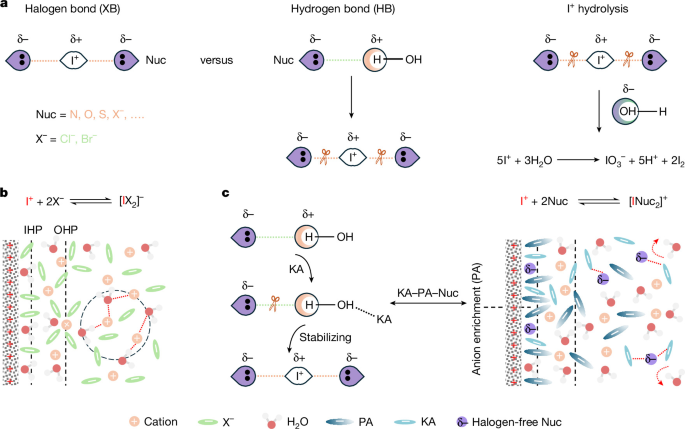 a
Halogen bond (XB)
Hydrogen bond (HB)
I⁺ hydrolysis
δ− δ+ δ−
I⁺ Nuc
versus
δ− δ+
Nuc H OH
δ− δ+ δ−
I⁺
δ− δ+ δ−
I⁺
δ−
OH H
Nuc = N, O, S, X⁻, ....
X⁻ = Cl⁻, Br⁻
5I⁺ + 3H₂O ⟶ IO₃⁻ + 5H⁺ + 2I₂
b
I⁺ + 2X⁻ ⇌ [IX₂]⁻
IHP OHP
c
δ− δ+
H OH
KA
δ− δ+
H OH
KA
Stabilizing
δ− δ+ δ−
I⁺
KA–PA–Nuc
Anion enrichment (PA)
I⁺ + 2Nuc ⇌ [INuc₂]⁺
δ−
δ−
δ−
δ−
δ−
δ−
Cation X⁻ H₂O PA KA δ− Halogen-free Nuc